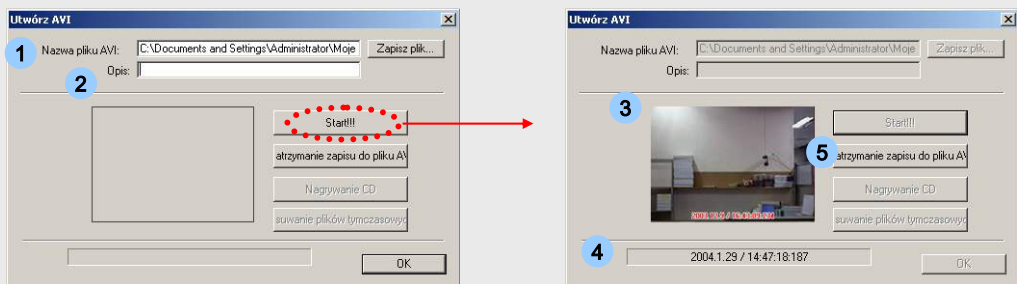 Utwórz AVI
1
Nazwa pliku AVI: C:\Documents and Settings\Administrator\Moje Zapisz plik...
2
Opis:
Start!!!
atrzymanie zapisu do pliku AV
Nagrywanie CD
suwanie plików tymczasowyc
OK
Utwórz AVI
Nazwa pliku AVI: C:\Documents and Settings\Administrator\Moje Zapisz plik...
Opis:
3
Start!!!
5
atrzymanie zapisu do pliku AV
Nagrywanie CD
suwanie plików tymczasowyc
4
2004.1.29 / 14:47:18:187
OK